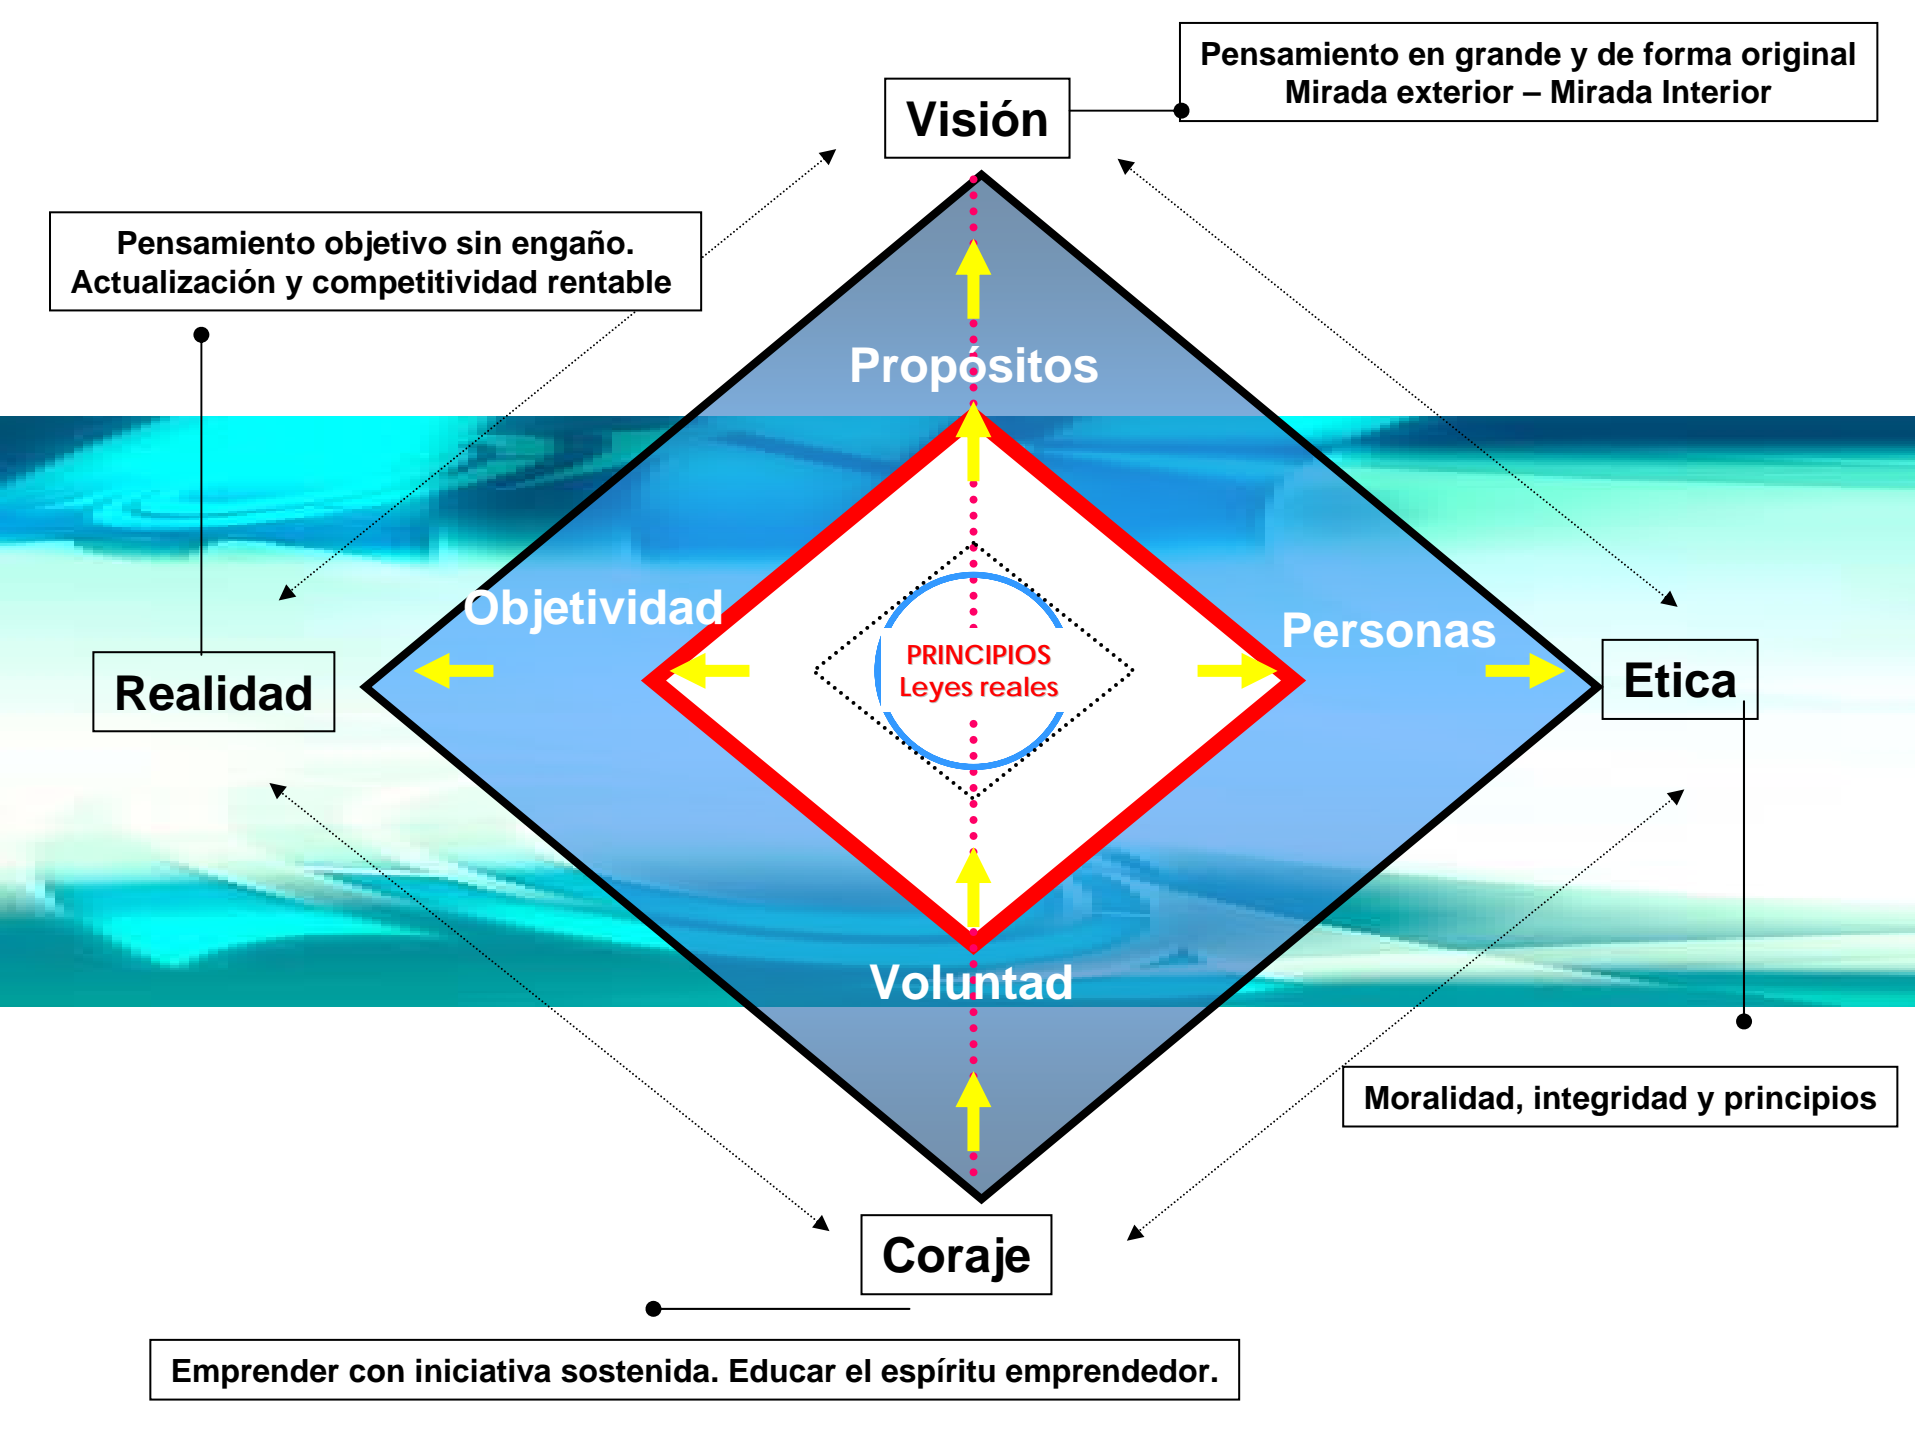 Pensamiento en grande y de forma original
Mirada exterior – Mirada Interior
Visión
Pensamiento objetivo sin engaño.
Actualización y competitividad rentable
Propósitos
Objetividad
Personas
PRINCIPIOS
Leyes reales
Realidad
Etica
Voluntad
Moralidad, integridad y principios
Coraje
Emprender con iniciativa sostenida. Educar el espíritu emprendedor.